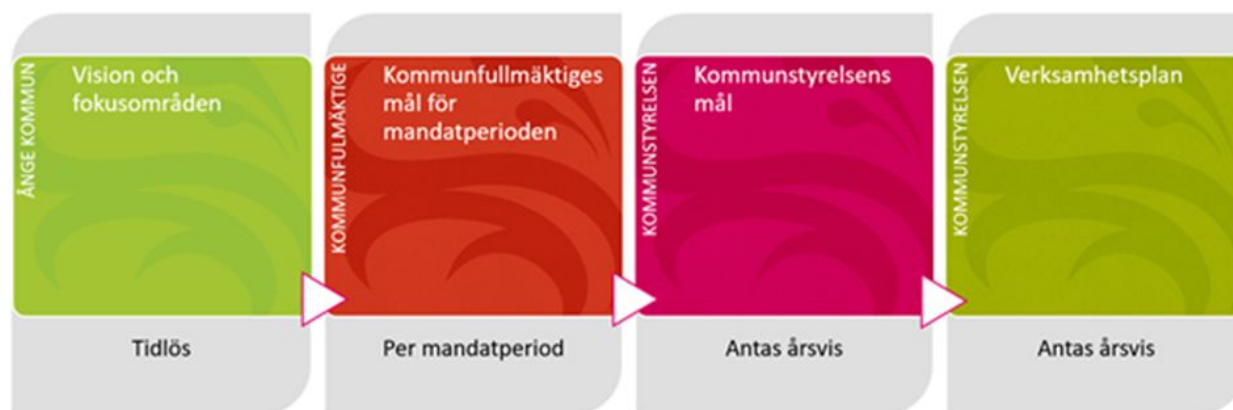 ÅNGE KOMMUN
Vision och
fokusområden
Tidlös
KOMMUNFULMÄKTIGE
Kommunfullmäktiges
mål för
mandatperioden
Per mandatperiod
KOMMUNSTYRELSEN
Kommunstyrelsens
mål
Antas årsvis
KOMMUNSTYRELSEN
Verksamhetsplan
Antas årsvis